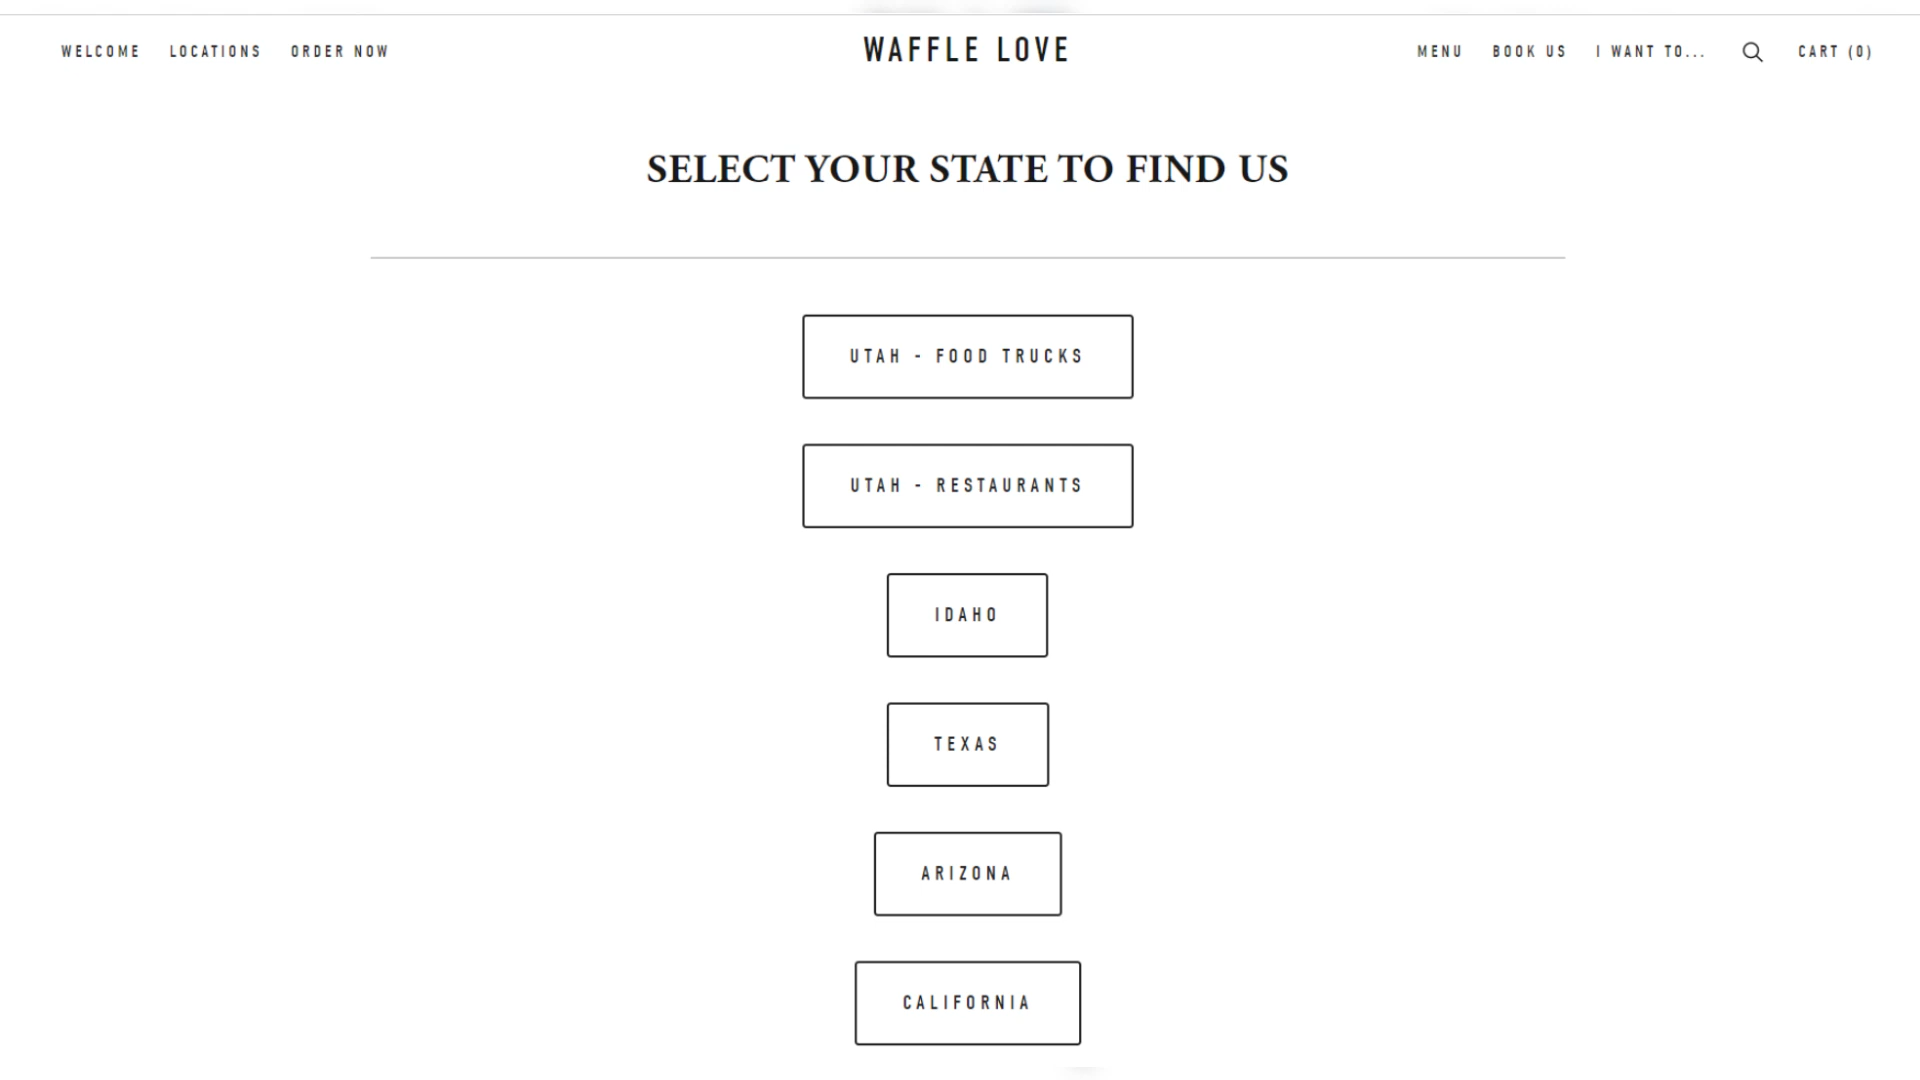 WELCOME LOCATIONS ORDER NOW WAFFLE LOVE MENU BOOK US I WANT TO... CART (0)
SELECT YOUR STATE TO FIND US
UTAH - FOOD TRUCKS
UTAH - RESTAURANTS
IDAHO
TEXAS
ARIZONA
CALIFORNIA